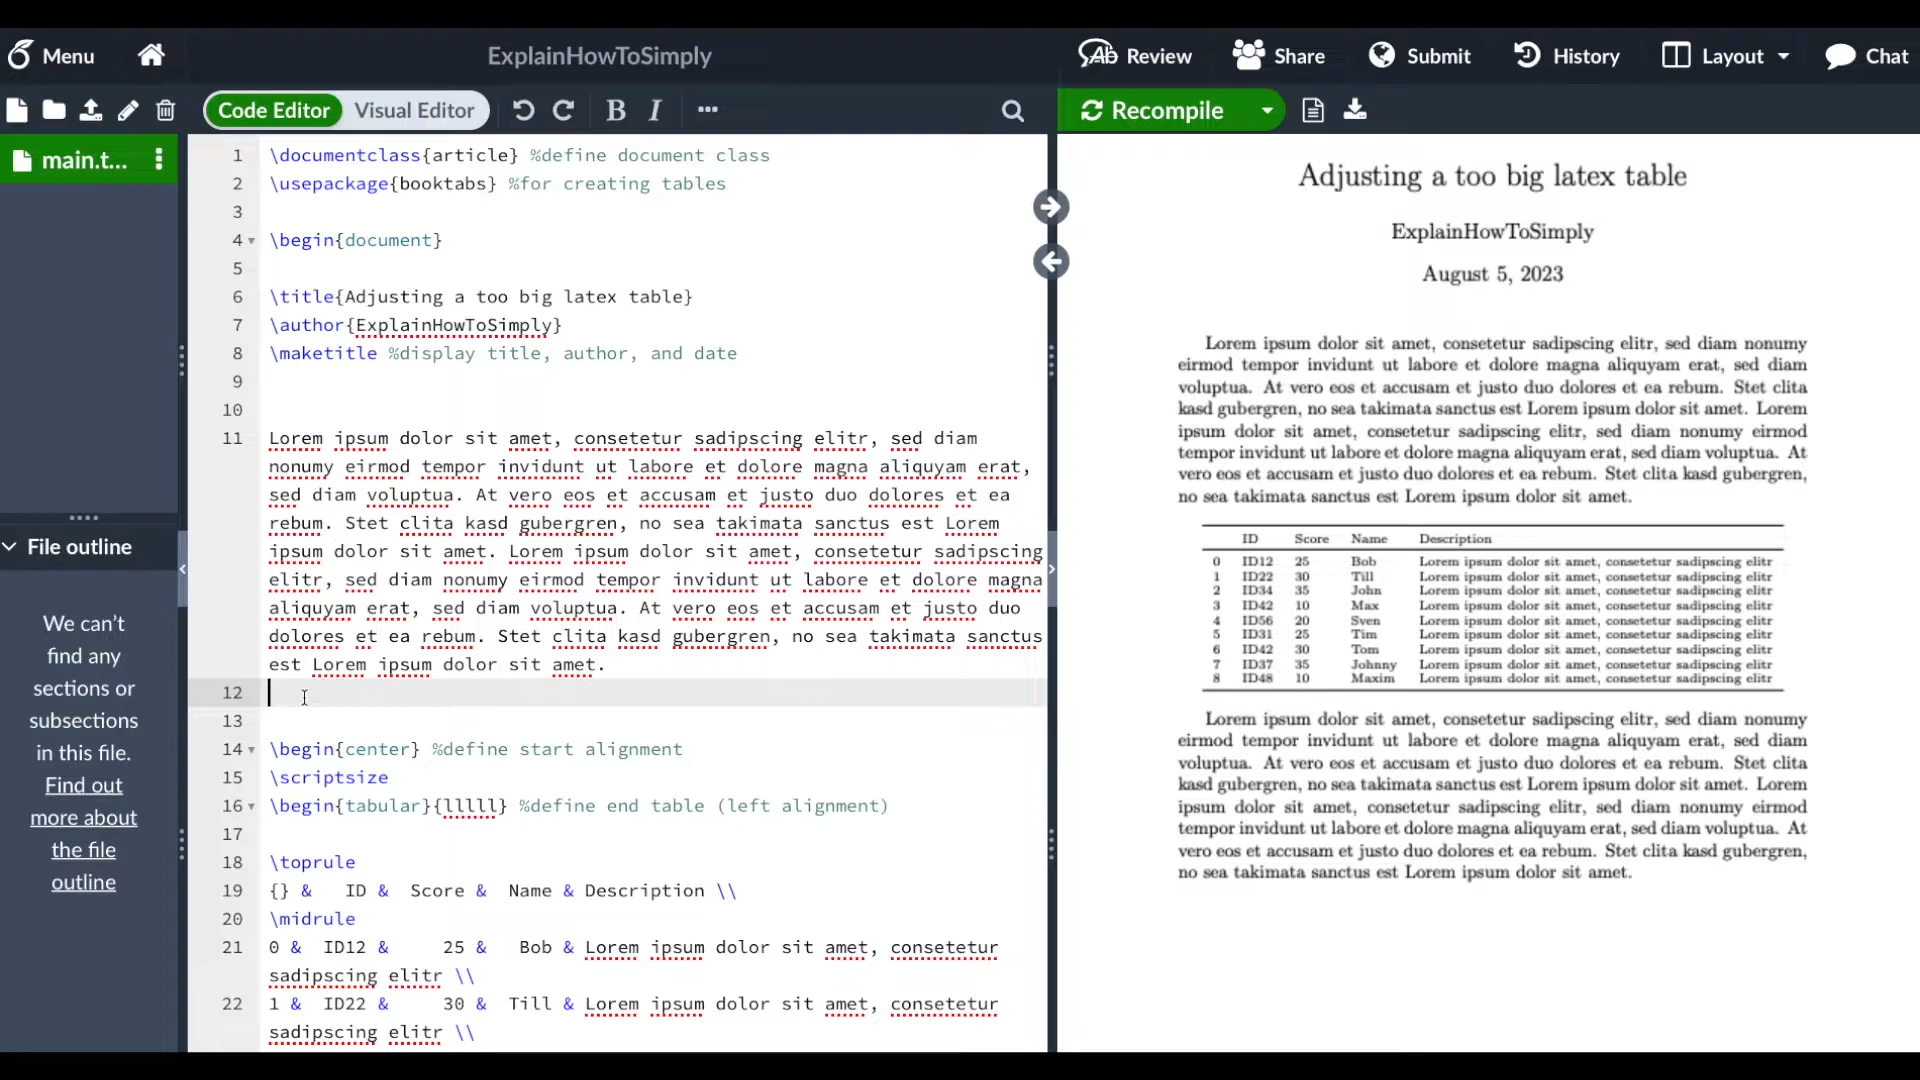 Menu
ExplainHowToSimply
Review
Share
Submit
History
Layout
Chat
Code Editor
Visual Editor
B
I
Recompile
main.t...
File outline
We can't
find any
sections or
subsections
in this file.
Find out
more about
the file
outline
1 \documentclass{article} %define document class
2 \usepackage{booktabs} %for creating tables
3
4 \begin{document}
5
6 \title{Adjusting a too big latex table}
7 \author{ExplainHowToSimply}
8 \maketitle %display title, author, and date
9
10
11 Lorem ipsum dolor sit amet, consetetur sadipscing elitr, sed diam
nonumy eirmod tempor invidunt ut labore et dolore magna aliquyam erat,
sed diam voluptua. At vero eos et accusam et justo duo dolores et ea
rebum. Stet clita kasd gubergren, no sea takimata sanctus est Lorem
ipsum dolor sit amet. Lorem ipsum dolor sit amet, consetetur sadipscing
elitr, sed diam nonumy eirmod tempor invidunt ut labore et dolore magna
aliquyam erat, sed diam voluptua. At vero eos et accusam et justo duo
dolores et ea rebum. Stet clita kasd gubergren, no sea takimata sanctus
est Lorem ipsum dolor sit amet.
12
13
14 \begin{center} %define start alignment
15 \scriptsize
16 \begin{tabular}{lllll} %define end table (left alignment)
17
18 \toprule
19 {} & ID & Score & Name & Description \\
20 \midrule
21 0 & ID12 & 25 & Bob & Lorem ipsum dolor sit amet, consetetur
sadipscing elitr \\
22 1 & ID22 & 30 & Till & Lorem ipsum dolor sit amet, consetetur
sadipscing elitr \\
Adjusting a too big latex table
ExplainHowToSimply
August 5, 2023
Lorem ipsum dolor sit amet, consetetur sadipscing elitr, sed diam nonumy
eirmod tempor invidunt ut labore et dolore magna aliquyam erat, sed diam
voluptua. At vero eos et accusam et justo duo dolores et ea rebum. Stet clita
kasd gubergren, no sea takimata sanctus est Lorem ipsum dolor sit amet. Lorem
ipsum dolor sit amet, consetetur sadipscing elitr, sed diam nonumy eirmod
tempor invidunt ut labore et dolore magna aliquyam erat, sed diam voluptua. At
vero eos et accusam et justo duo dolores et ea rebum. Stet clita kasd gubergren,
no sea takimata sanctus est Lorem ipsum dolor sit amet.
ID Score Name Description
0 ID12 25 Bob Lorem ipsum dolor sit amet, consetetur sadipscing elitr
1 ID22 30 Till Lorem ipsum dolor sit amet, consetetur sadipscing elitr
2 ID34 35 John Lorem ipsum dolor sit amet, consetetur sadipscing elitr
3 ID42 10 Max Lorem ipsum dolor sit amet, consetetur sadipscing elitr
4 ID56 20 Sven Lorem ipsum dolor sit amet, consetetur sadipscing elitr
5 ID31 25 Tim Lorem ipsum dolor sit amet, consetetur sadipscing elitr
6 ID42 30 Tom Lorem ipsum dolor sit amet, consetetur sadipscing elitr
7 ID37 35 Johnny Lorem ipsum dolor sit amet, consetetur sadipscing elitr
8 ID48 10 Maxim Lorem ipsum dolor sit amet, consetetur sadipscing elitr
Lorem ipsum dolor sit amet, consetetur sadipscing elitr, sed diam nonumy
eirmod tempor invidunt ut labore et dolore magna aliquyam erat, sed diam
voluptua. At vero eos et accusam et justo duo dolores et ea rebum. Stet clita
kasd gubergren, no sea takimata sanctus est Lorem ipsum dolor sit amet. Lorem
ipsum dolor sit amet, consetetur sadipscing elitr, sed diam nonumy eirmod
tempor invidunt ut labore et dolore magna aliquyam erat, sed diam voluptua. At
vero eos et accusam et justo duo dolores et ea rebum. Stet clita kasd gubergren,
no sea takimata sanctus est Lorem ipsum dolor sit amet.